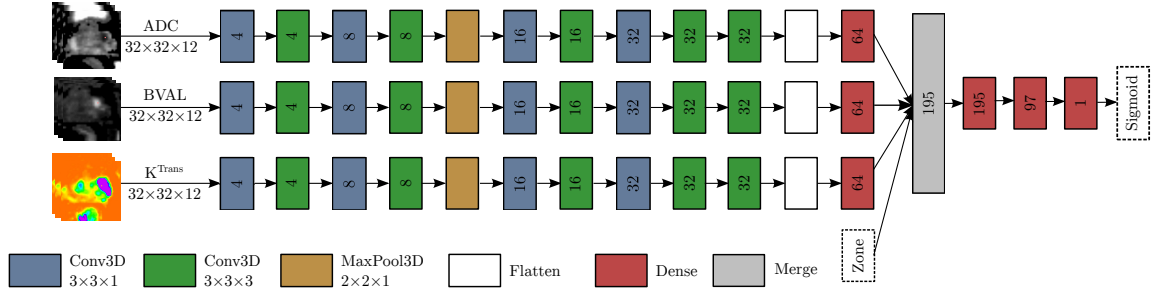 ADC
32×32×12
4 4 8 8 16 16 32 32 32 64
BVAL
32×32×12
4 4 8 8 16 16 32 32 32 64
K^Trans
32×32×12
4 4 8 8 16 16 32 32 32 64
195
195 97 1
Sigmoid
Zone
Conv3D
3×3×1
Conv3D
3×3×3
MaxPool3D
2×2×1
Flatten
Dense
Merge